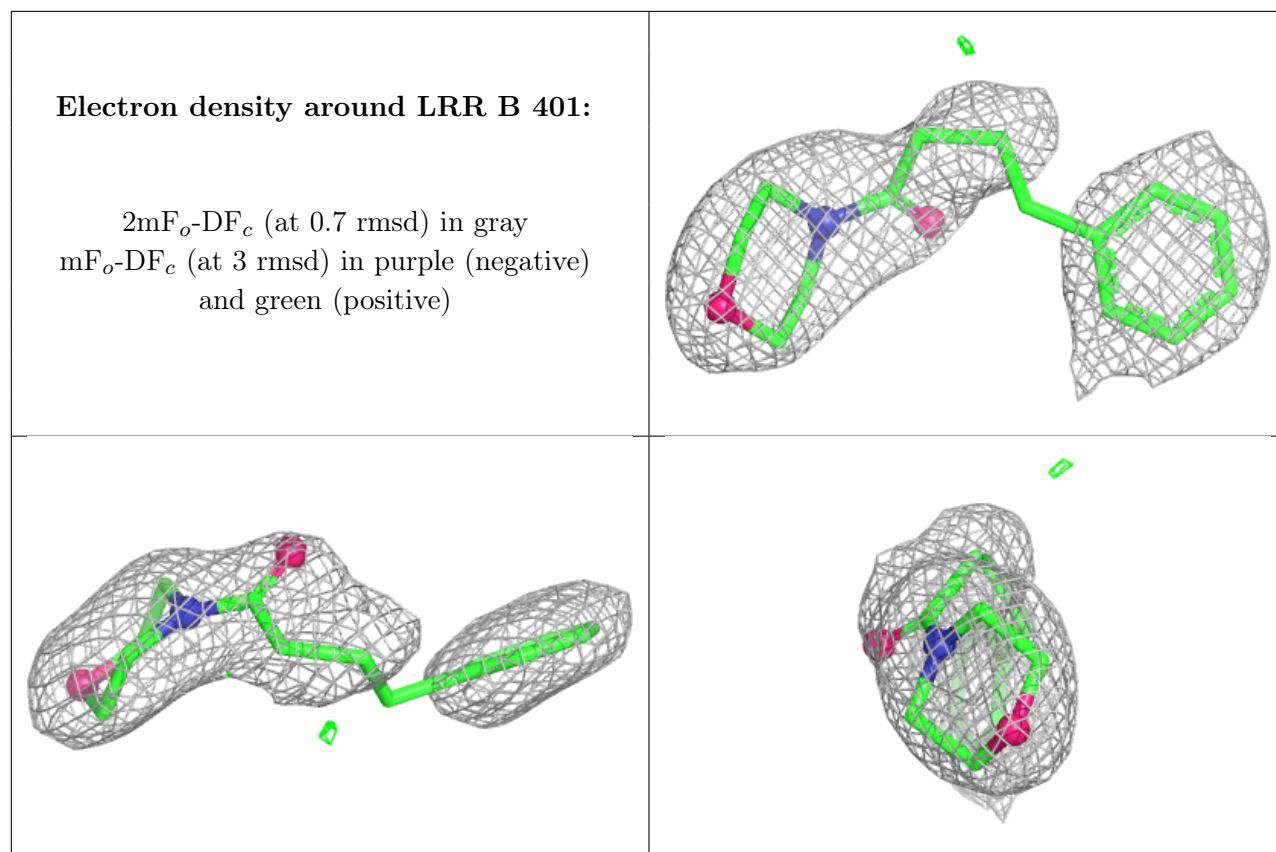 Electron density around LRR B 401:
2mFₒ-DF𝒸 (at 0.7 rmsd) in gray
mFₒ-DF𝒸 (at 3 rmsd) in purple (negative)
and green (positive)